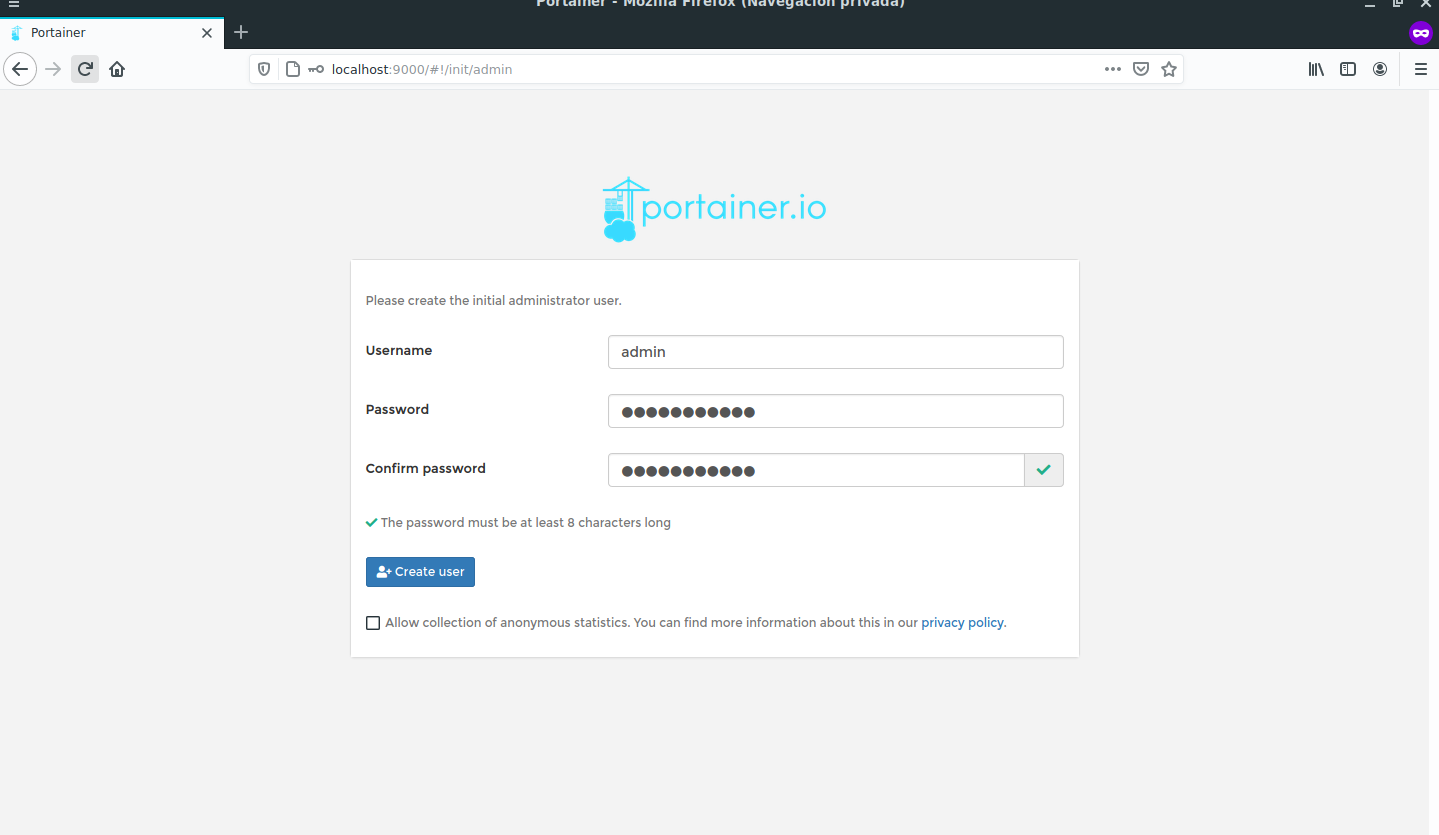 Portainer - Mozilla Firefox (Navegación privada)
Portainer
localhost:9000/#!/init/admin
portainer.io
Please create the initial administrator user.
Username
admin
Password
●●●●●●●●●●●
Confirm password
●●●●●●●●●●●
The password must be at least 8 characters long
Create user
Allow collection of anonymous statistics. You can find more information about this in our privacy policy.